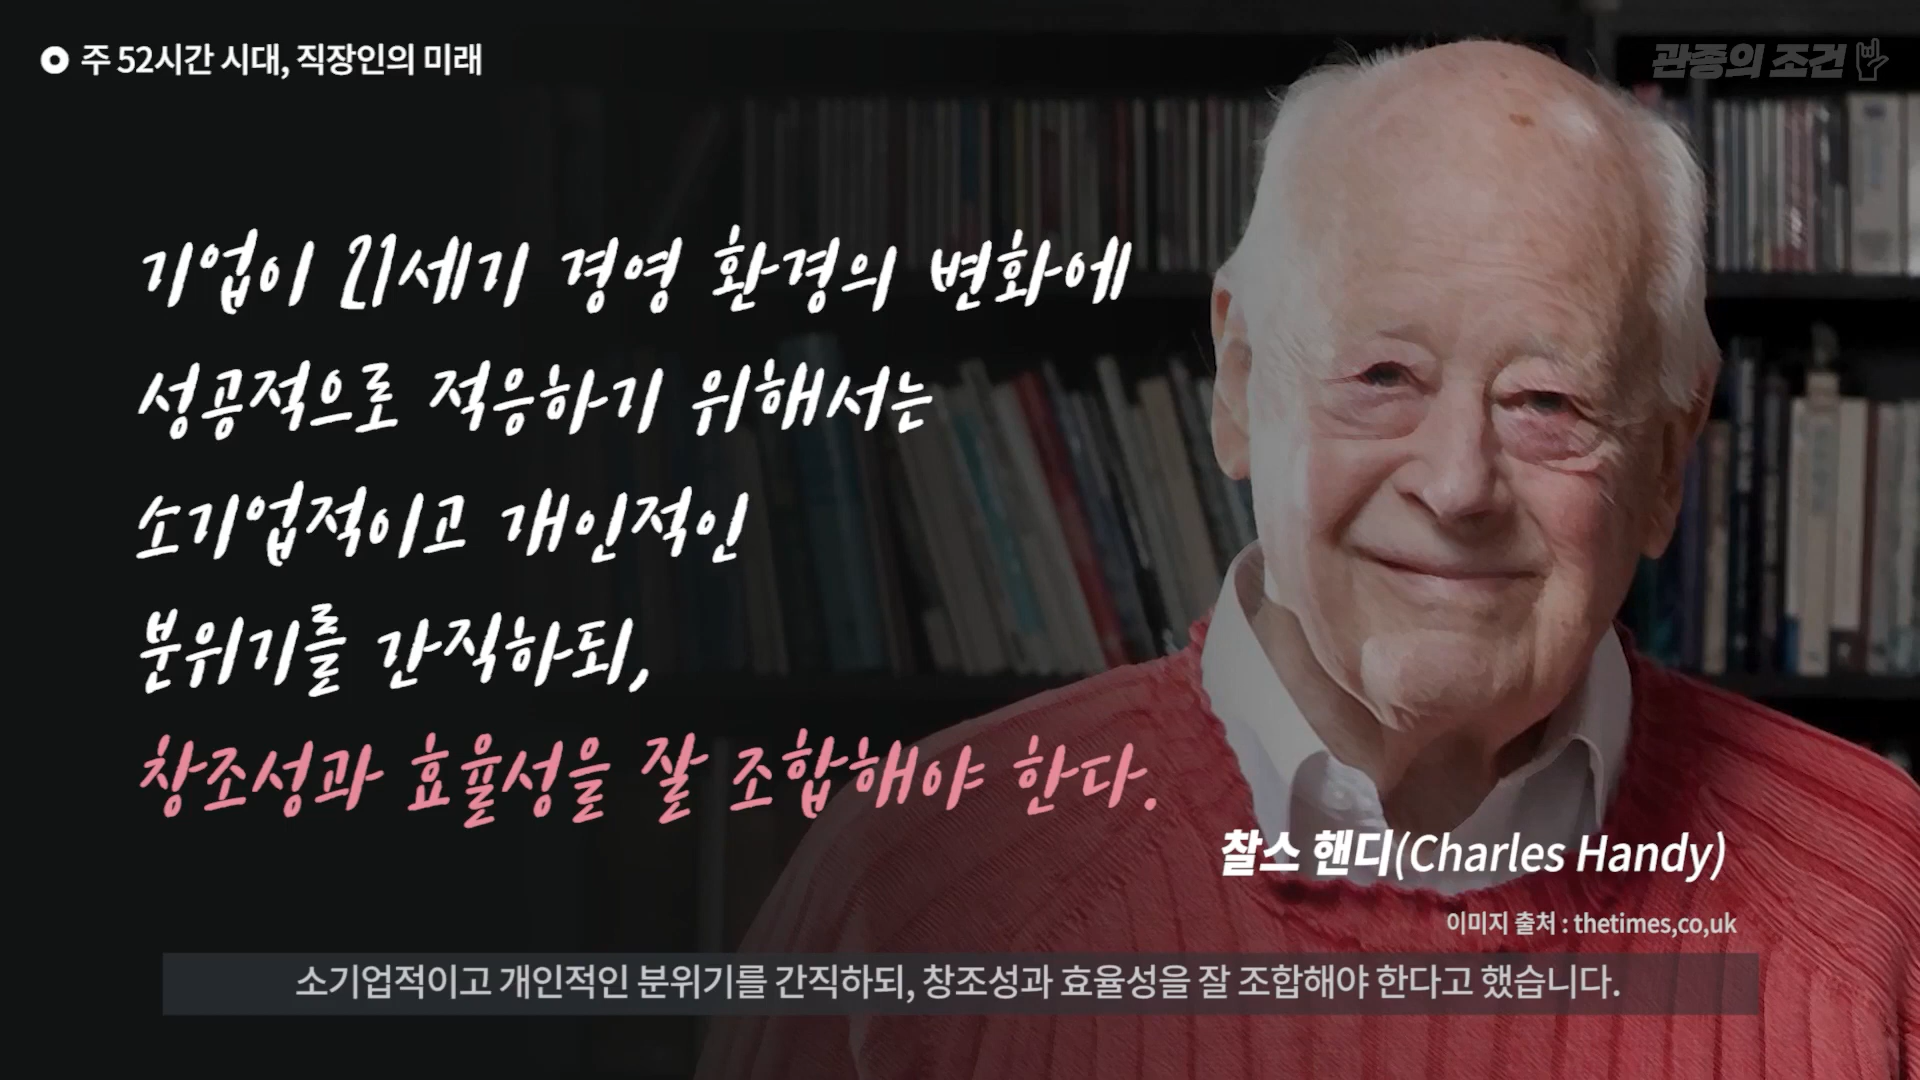 주 52시간 시대, 직장인의 미래
관종의 조건
기업이 21세기 경영 환경의 변화에
성공적으로 적응하기 위해서는
소기업적이고 개인적인
분위기를 간직하되,
창조성과 효율성을 잘 조합해야 한다.
찰스 핸디(Charles Handy)
이미지 출처 : thetimes,co,uk
소기업적이고 개인적인 분위기를 간직하되, 창조성과 효율성을 잘 조합해야 한다고 했습니다.